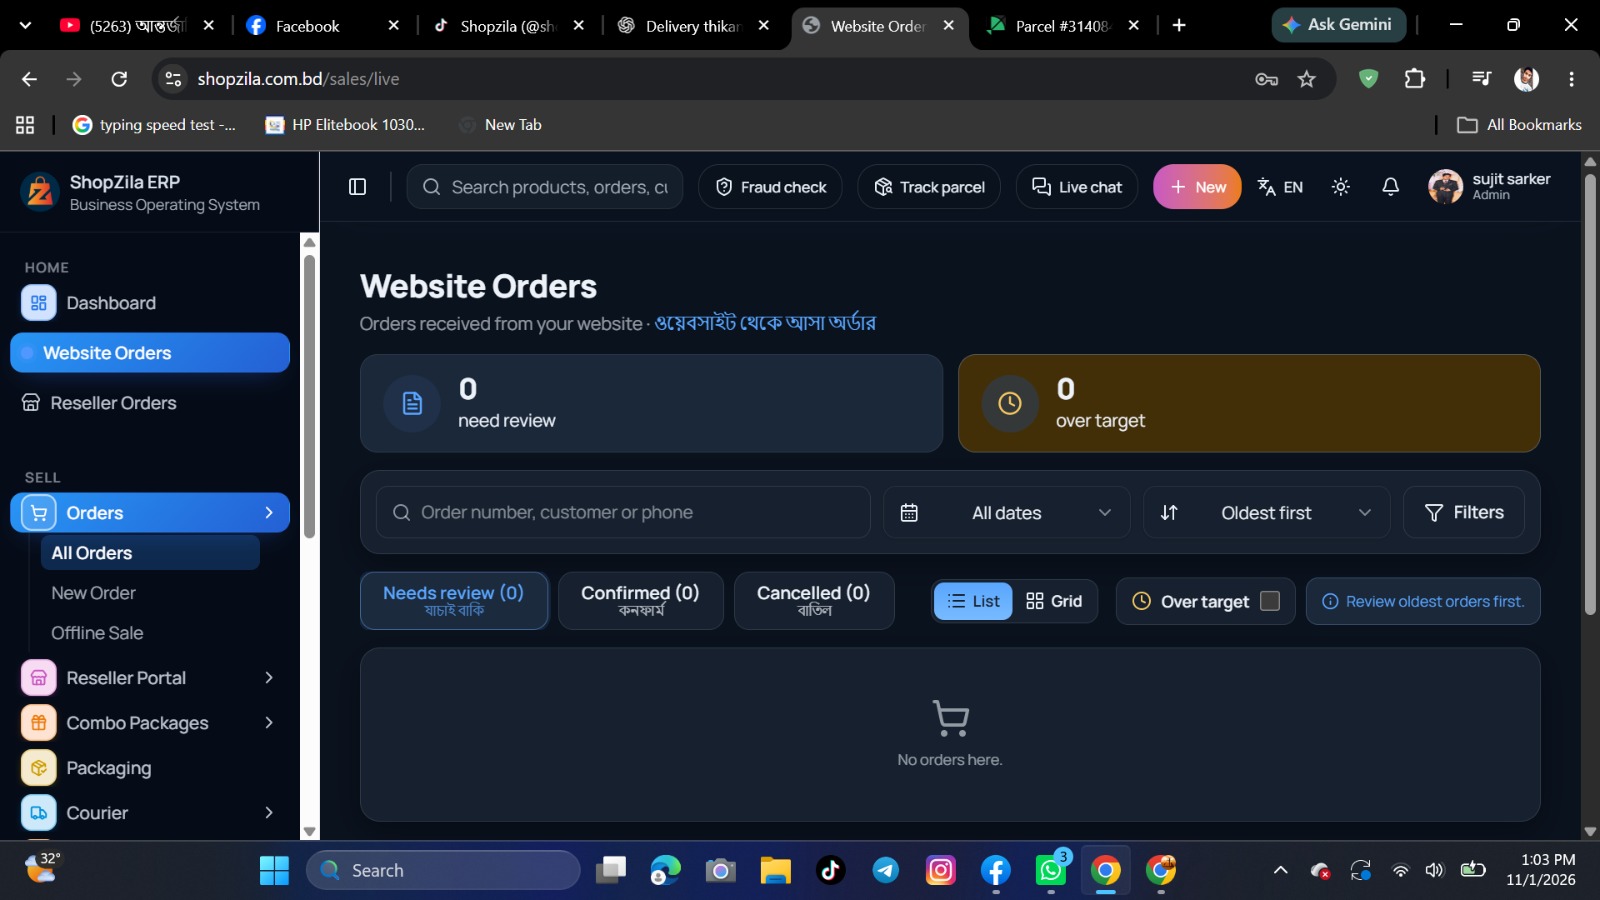 (5263) আন্তর্জা
Facebook
Shopzila (@sh
Delivery thikan
Website Order
Parcel #31408
Ask Gemini
shopzila.com.bd/sales/live
typing speed test -...
HP Elitebook 1030...
New Tab
All Bookmarks
ShopZila ERP
Business Operating System
Search products, orders, cu
Fraud check
Track parcel
Live chat
New
EN
sujit sarker
Admin
HOME
Dashboard
Website Orders
Reseller Orders
SELL
Orders
All Orders
New Order
Offline Sale
Reseller Portal
Combo Packages
Packaging
Courier
Website Orders
Orders received from your website · ওয়েবসাইট থেকে আসা অর্ডার
0
need review
0
over target
Order number, customer or phone
All dates
Oldest first
Filters
Needs review (0)
যাচাই বাকি
Confirmed (0)
কনফার্ম
Cancelled (0)
বাতিল
List
Grid
Over target
Review oldest orders first.
No orders here.
32°
Search
3
1:03 PM
11/1/2026